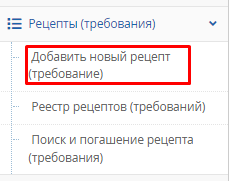 Рецепты (требования)
Добавить новый рецепт
(требование)
Реестр рецептов (требований)
Поиск и погашение рецепта
(требования)